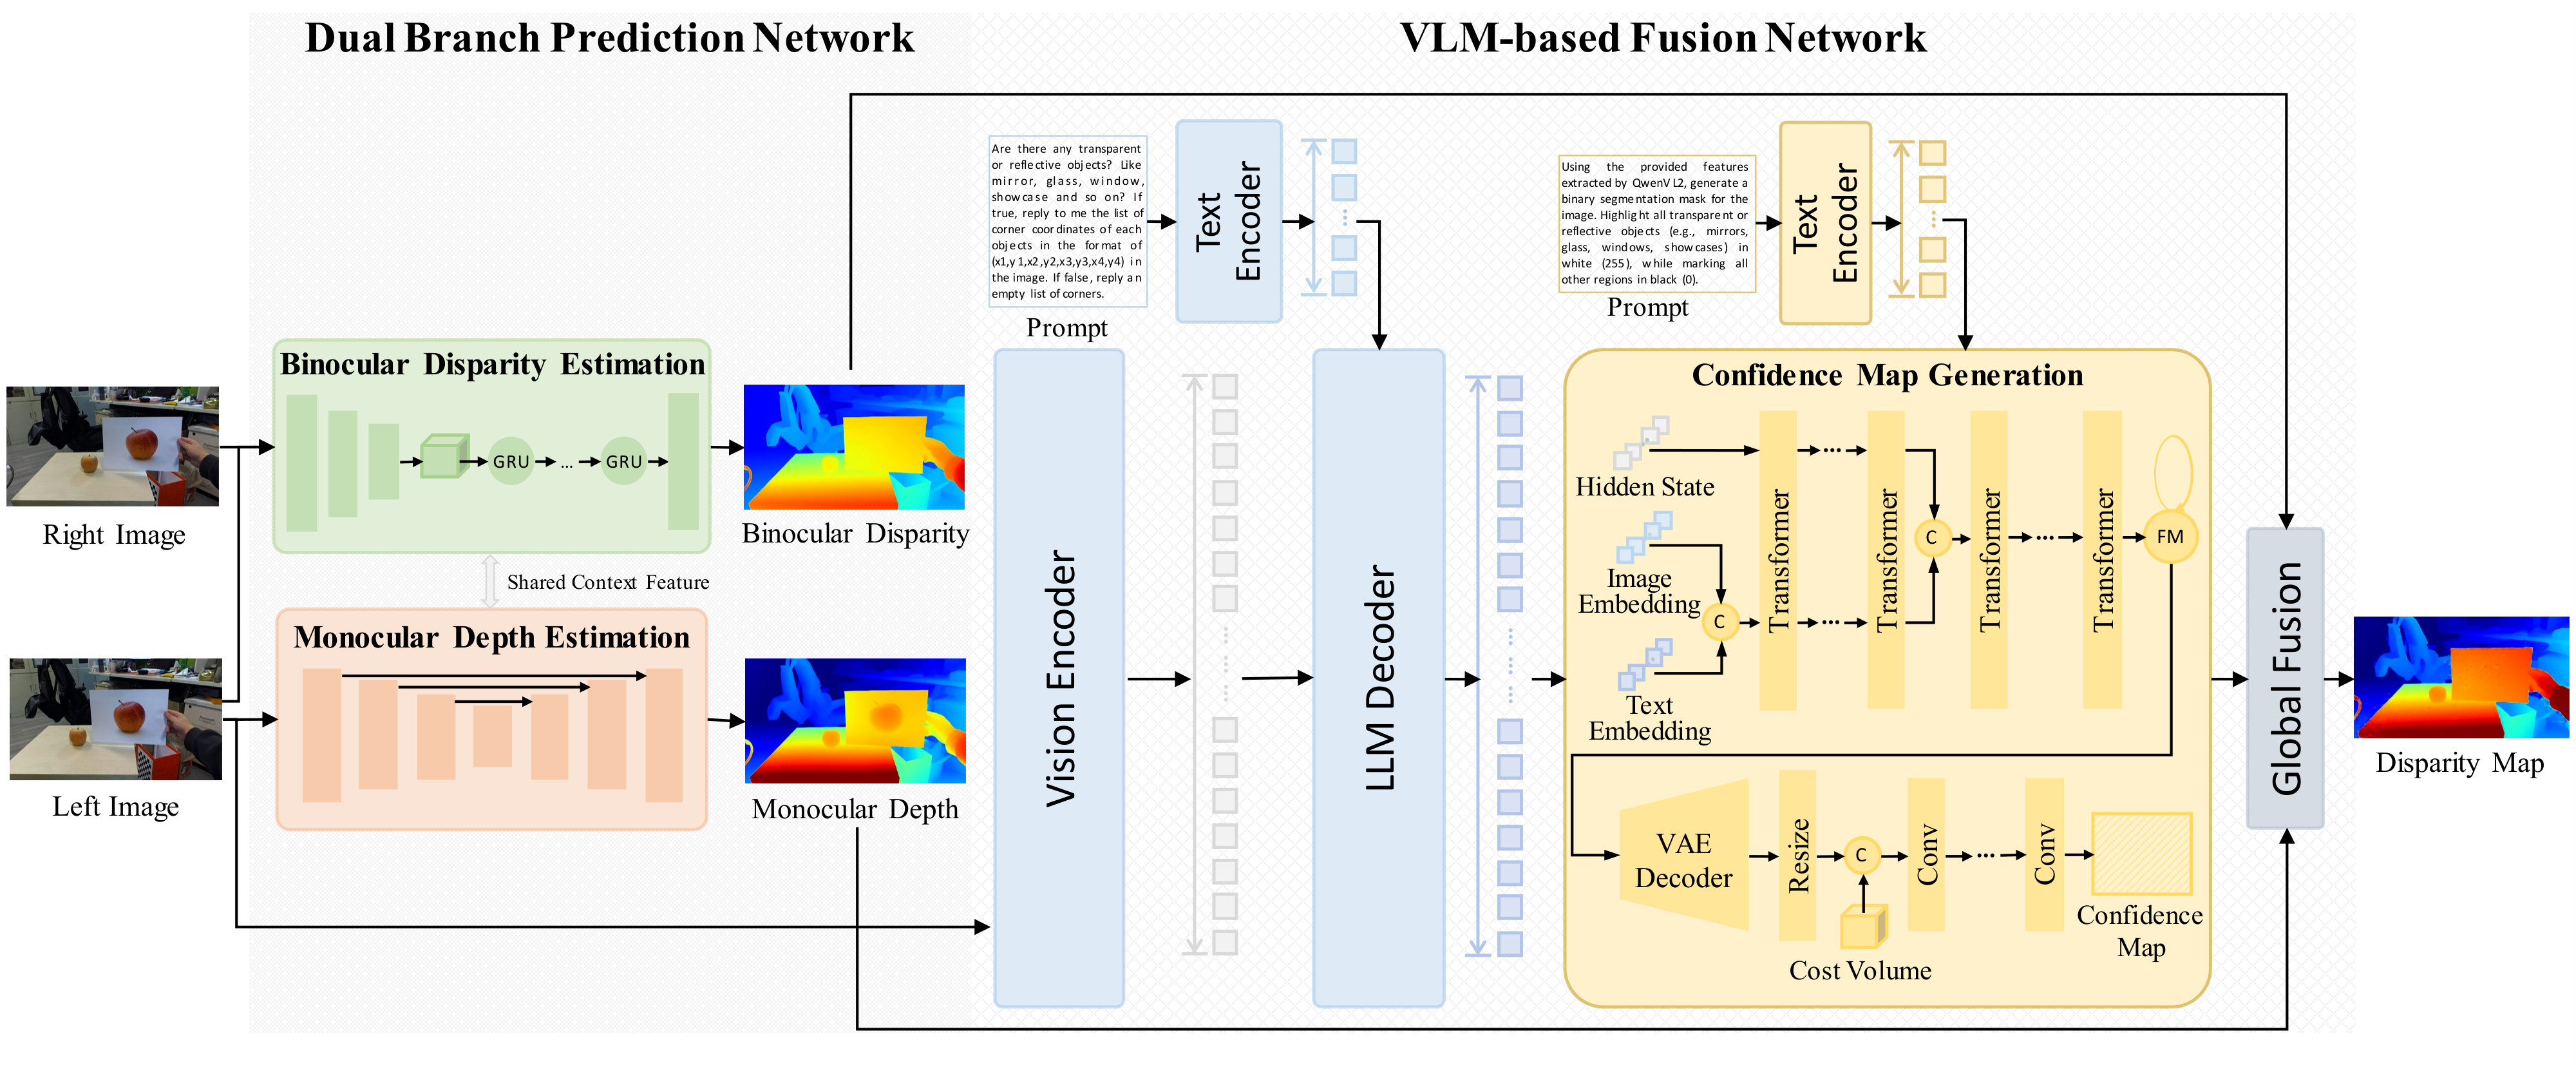 Dual Branch Prediction Network
VLM-based Fusion Network
Are there any transparent
or reflective objects? Like
mirror, glass, window,
showcase and so on? If
true, reply to me the list of
corner coordinates of each
objects in the format of
(x1,y1,x2,y2,x3,y3,x4,y4) in
the image. If false, reply an
empty list of corners.
Prompt
Text
Encoder
Using the provided features
extracted by QwenVL2, generate a
binary segmentation mask for the
image. Highlight all transparent or
reflective objects (e.g., mirrors,
glass, windows, showcases) in
white (255), while marking all
other regions in black (0).
Prompt
Text
Encoder
Right Image
Left Image
Binocular Disparity Estimation
GRU
...
GRU
Shared Context Feature
Monocular Depth Estimation
Binocular Disparity
Monocular Depth
Vision Encoder
LLM Decoder
Confidence Map Generation
Hidden State
Image
Embedding
Text
Embedding
C
Transformer
Transformer
C
Transformer
Transformer
FM
VAE
Decoder
Resize
C
Cost Volume
Conv
Conv
Confidence
Map
Global Fusion
Disparity Map